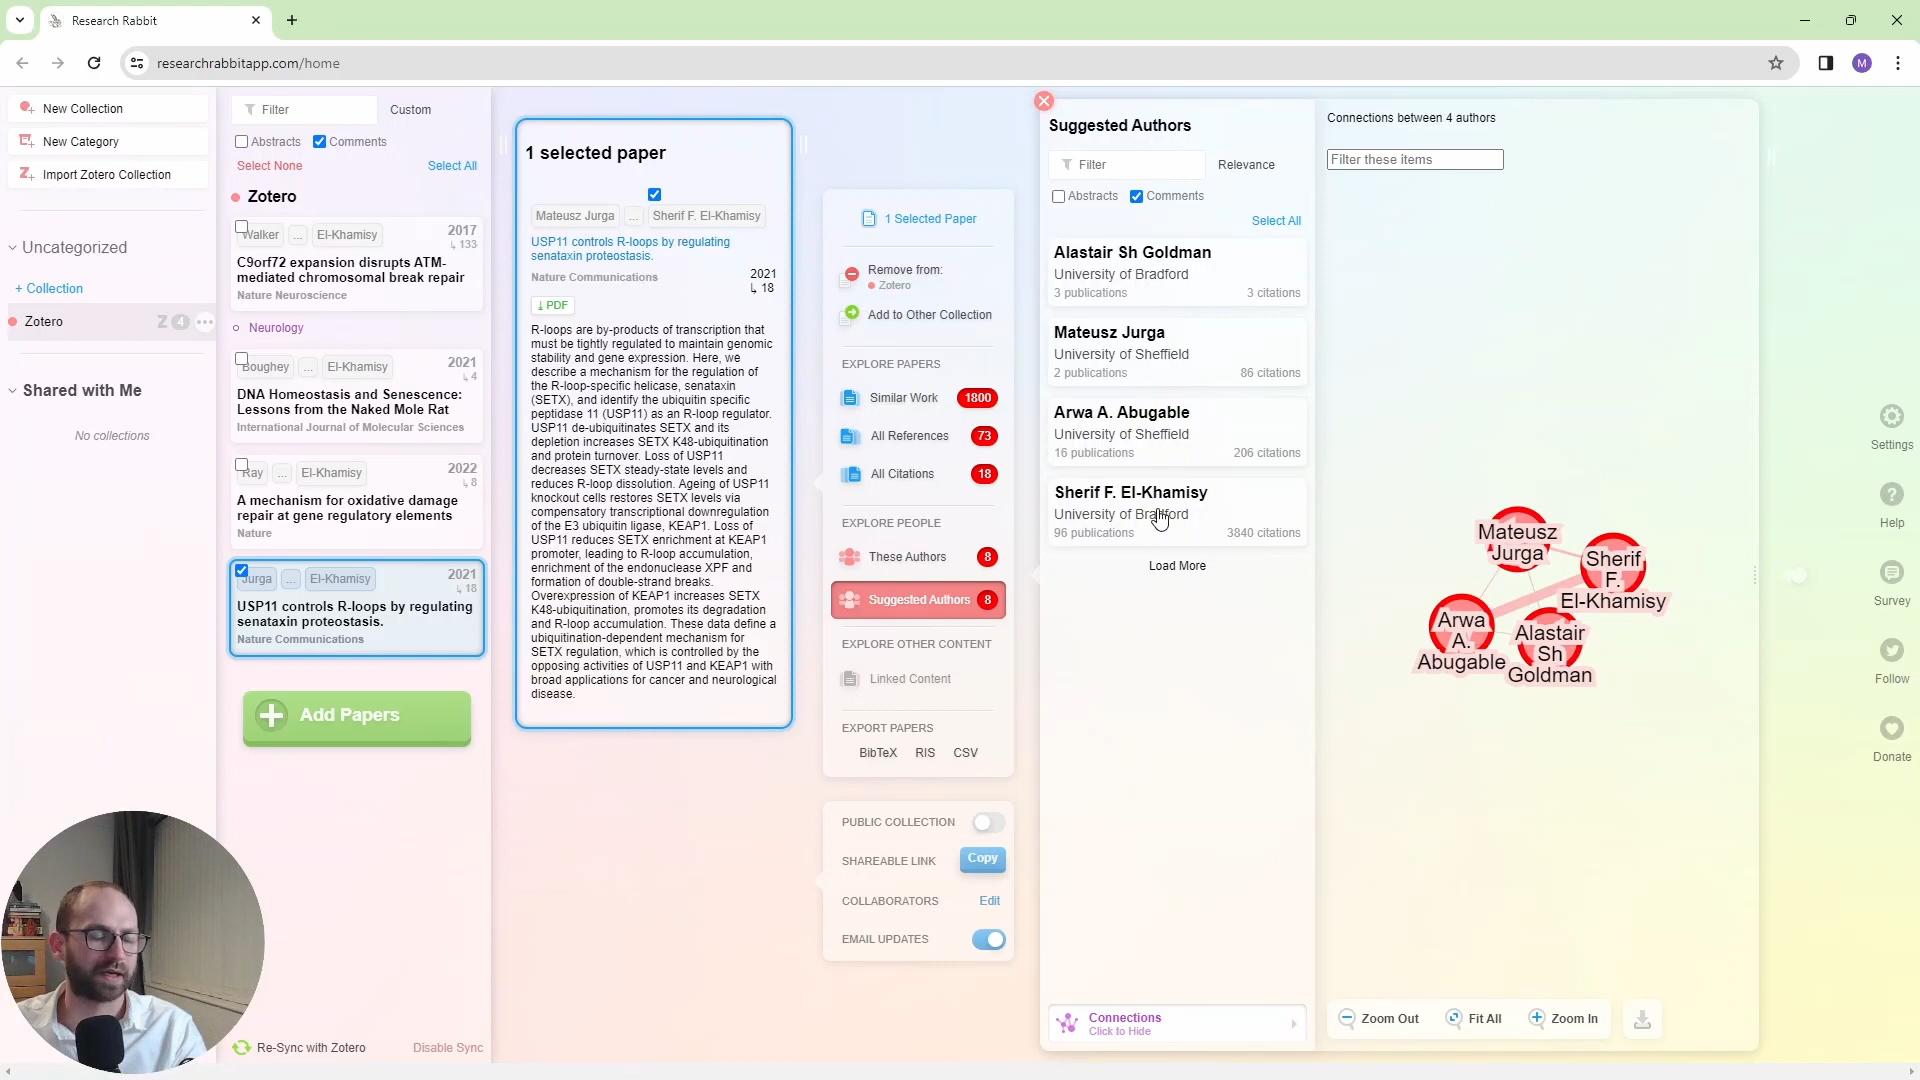 Research Rabbit
researchrabbitapp.com/home
M
New Collection
New Category
Import Zotero Collection
Uncategorized
+ Collection
Zotero
Z 4 ...
Shared with Me
No collections
Filter
Custom
Abstracts
Comments
Select None
Select All
Zotero
Walker ... El-Khamisy
2017
133
C9orf72 expansion disrupts ATM-
mediated chromosomal break repair
Nature Neuroscience
Neurology
Boughey ... El-Khamisy
2021
4
DNA Homeostasis and Senescence:
Lessons from the Naked Mole Rat
International Journal of Molecular Sciences
Ray ... El-Khamisy
2022
8
A mechanism for oxidative damage
repair at gene regulatory elements
Nature
Jurga ... El-Khamisy
2021
18
USP11 controls R-loops by regulating
senataxin proteostasis.
Nature Communications
Add Papers
Re-Sync with Zotero
Disable Sync
1 selected paper
Mateusz Jurga ... Sherif F. El-Khamisy
USP11 controls R-loops by regulating
senataxin proteostasis.
Nature Communications
2021
18
PDF
R-loops are by-products of transcription that
must be tightly regulated to maintain genomic
stability and gene expression. Here, we
describe a mechanism for the regulation of
the R-loop-specific helicase, senataxin
(SETX), and identify the ubiquitin specific
peptidase 11 (USP11) as an R-loop regulator.
USP11 de-ubiquitinates SETX and its
depletion increases SETX K48-ubiquitination
and protein turnover. Loss of USP11
decreases SETX steady-state levels and
reduces R-loop dissolution. Ageing of USP11
knockout cells restores SETX levels via
compensatory transcriptional downregulation
of the E3 ubiquitin ligase, KEAP1. Loss of
USP11 reduces SETX enrichment at KEAP1
promoter, leading to R-loop accumulation,
enrichment of the endonuclease XPF and
formation of double-strand breaks.
Overexpression of KEAP1 increases SETX
K48-ubiquitination, promotes its degradation
and R-loop accumulation. These data define a
ubiquitination-dependent mechanism for
SETX regulation, which is controlled by the
opposing activities of USP11 and KEAP1 with
broad applications for cancer and neurological
disease.
1 Selected Paper
Remove from:
Zotero
Add to Other Collection
EXPLORE PAPERS
Similar Work 1800
All References 73
All Citations 18
EXPLORE PEOPLE
These Authors 8
Suggested Authors 8
EXPLORE OTHER CONTENT
Linked Content
EXPORT PAPERS
BibTeX RIS CSV
PUBLIC COLLECTION
SHAREABLE LINK Copy
COLLABORATORS Edit
EMAIL UPDATES
Suggested Authors
Filter
Relevance
Abstracts
Comments
Select All
Alastair Sh Goldman
University of Bradford
3 publications 3 citations
Mateusz Jurga
University of Sheffield
2 publications 86 citations
Arwa A. Abugable
University of Sheffield
16 publications 206 citations
Sherif F. El-Khamisy
University of Bradford
96 publications 3840 citations
Load More
Connections
Click to Hide
Connections between 4 authors
Filter these items
Mateusz
Jurga
Sherif
F.
El-Khamisy
Arwa
A.
Abugable
Alastair
Sh
Goldman
Zoom Out
Fit All
Zoom In
Settings
Help
Survey
Follow
Donate